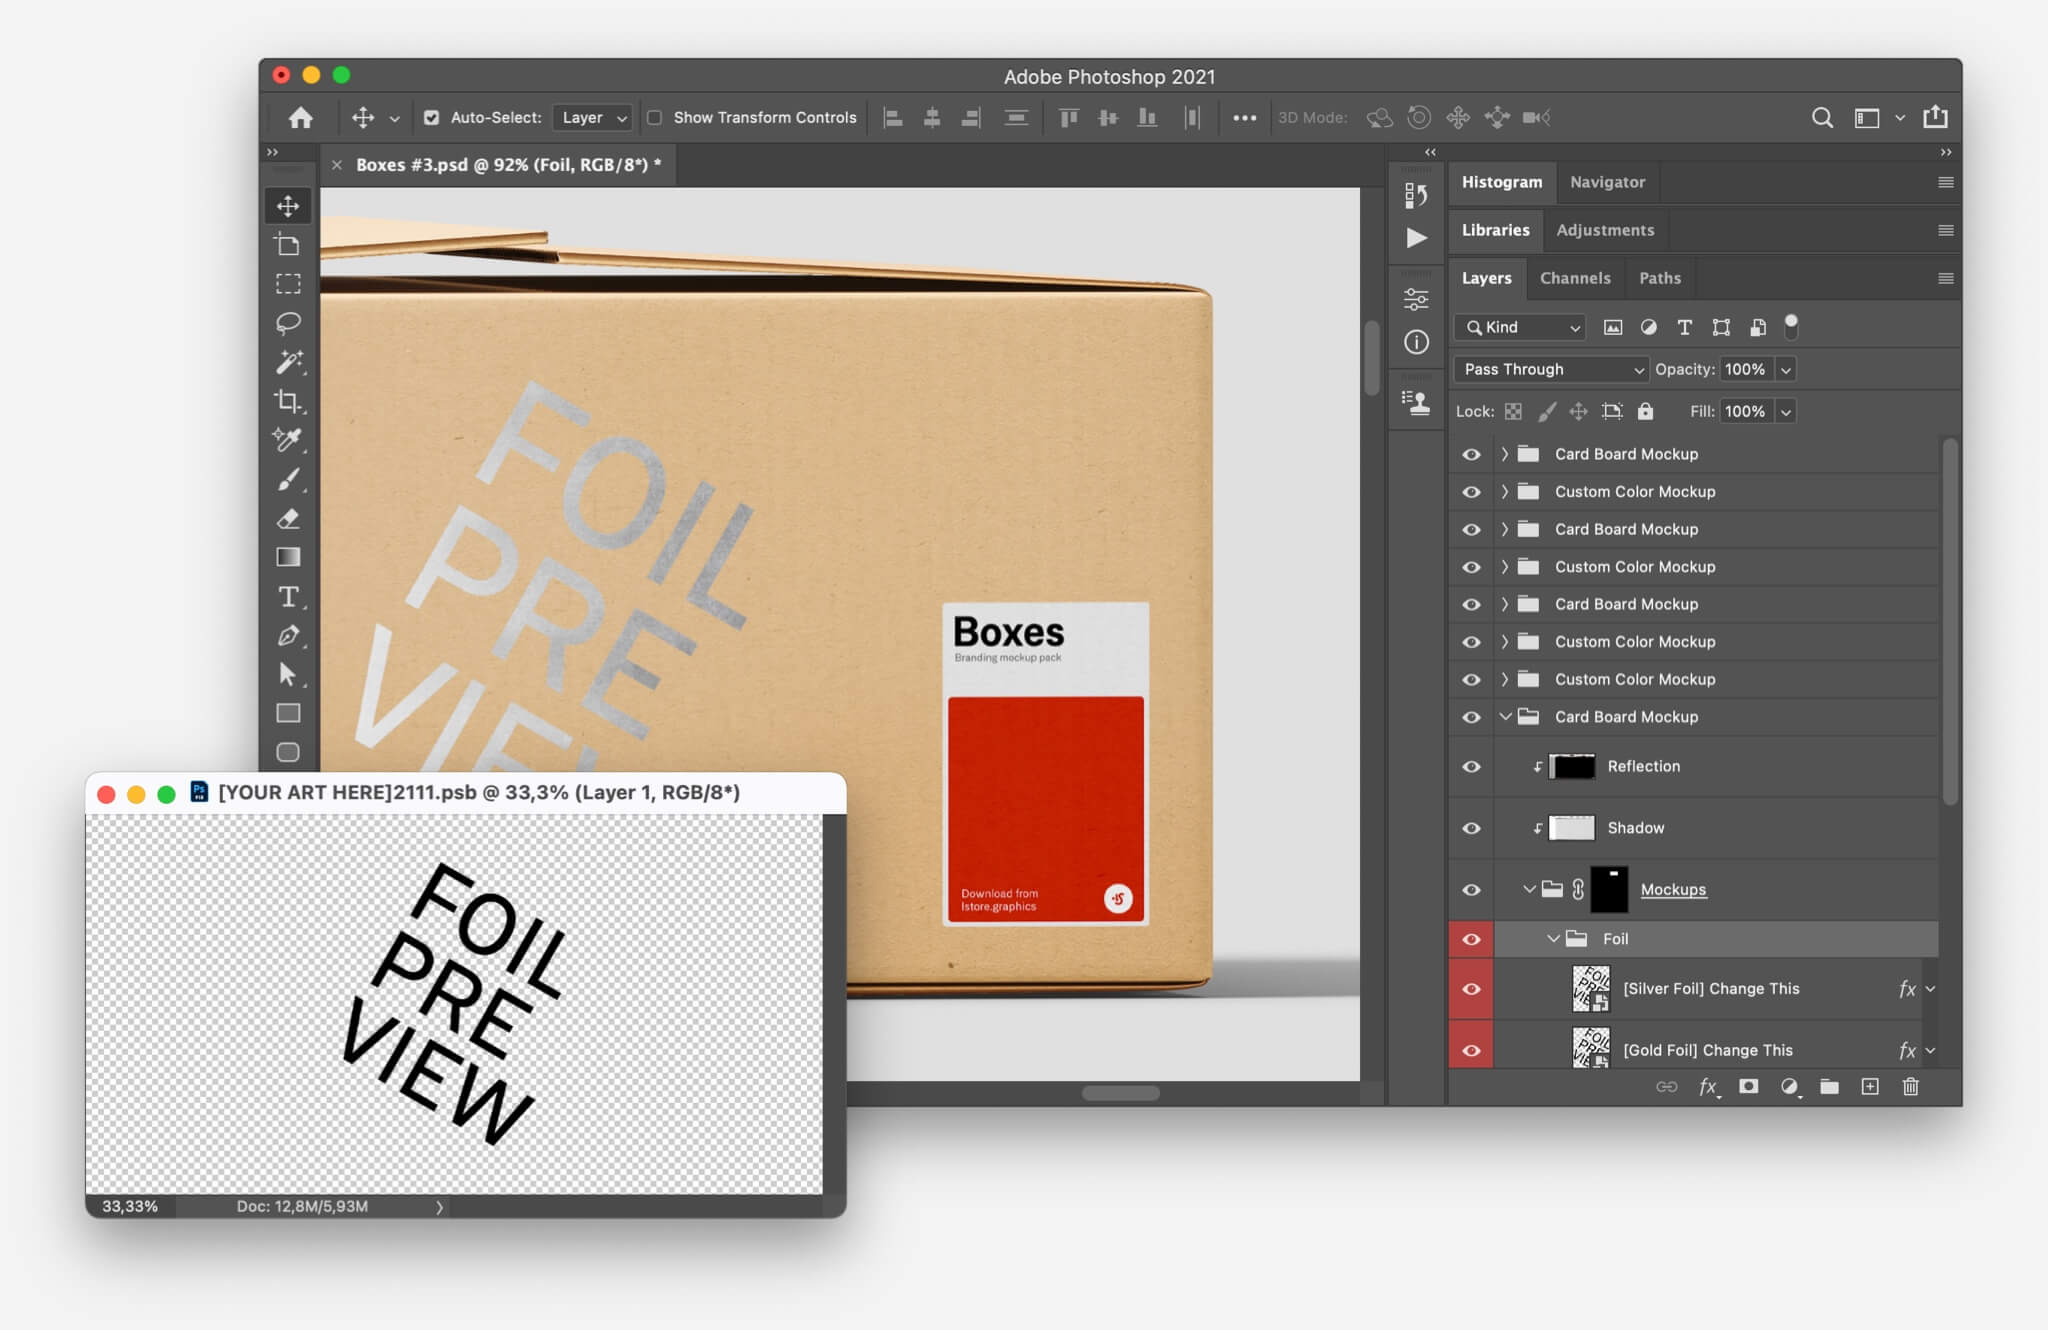 Adobe Photoshop 2021
Auto-Select: Layer Show Transform Controls 3D Mode:
Boxes #3.psd @ 92% (Foil, RGB/8*) *
Histogram Navigator
Libraries Adjustments
Layers Channels Paths
Kind
Pass Through Opacity: 100%
Lock: Fill: 100%
Card Board Mockup
Custom Color Mockup
Card Board Mockup
Custom Color Mockup
Card Board Mockup
Custom Color Mockup
Custom Color Mockup
Card Board Mockup
Reflection
Shadow
Mockups
Foil
[Silver Foil] Change This fx
[Gold Foil] Change This fx
fx
FOIL
PRE
VIEW
Boxes
Branding mockup pack
Download from
lstore.graphics
[YOUR ART HERE]2111.psb @ 33,3% (Layer 1, RGB/8*)
FOIL
PRE
VIEW
33,33% Doc: 12,8M/5,93M